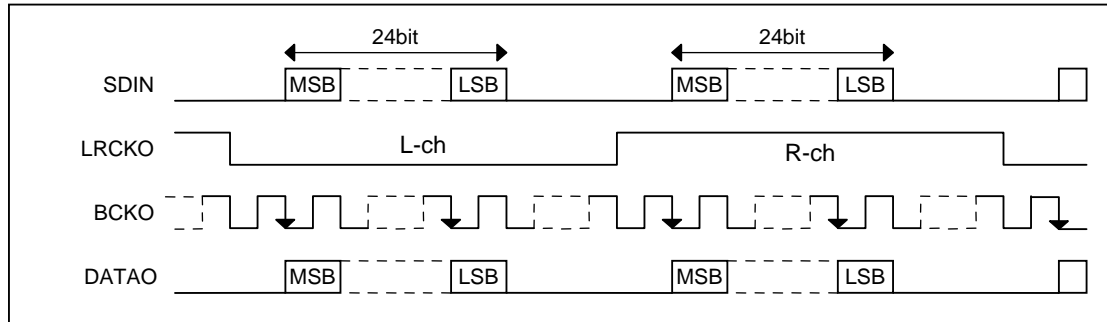 24bit 24bit
SDIN MSB LSB MSB LSB
LRCKO L-ch R-ch
BCKO
DATAO MSB LSB MSB LSB